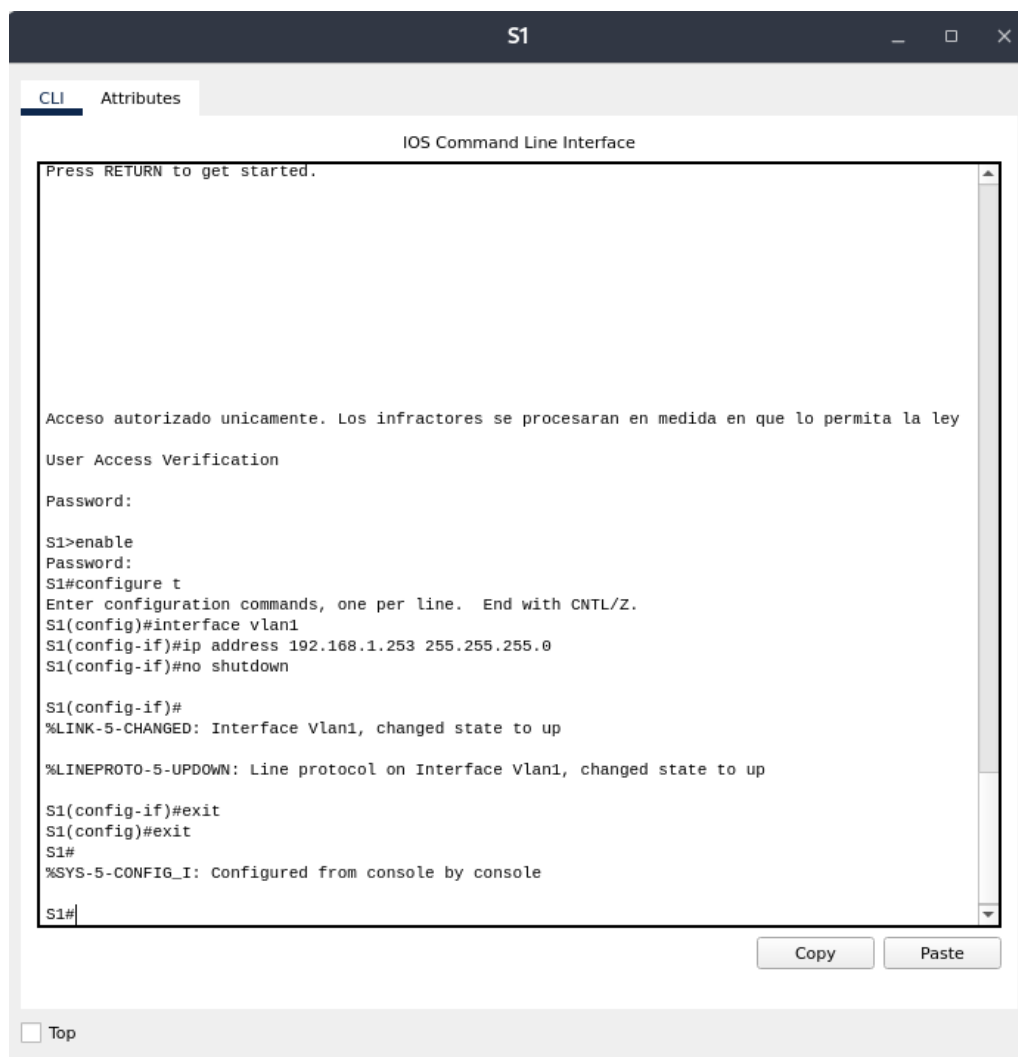 S1
CLI Attributes
IOS Command Line Interface
Press RETURN to get started.
Acceso autorizado unicamente. Los infractores se procesaran en medida en que lo permita la ley
User Access Verification
Password:
S1>enable
Password:
S1#configure t
Enter configuration commands, one per line.  End with CNTL/Z.
S1(config)#interface vlan1
S1(config-if)#ip address 192.168.1.253 255.255.255.0
S1(config-if)#no shutdown
S1(config-if)#
%LINK-5-CHANGED: Interface Vlan1, changed state to up
%LINEPROTO-5-UPDOWN: Line protocol on Interface Vlan1, changed state to up
S1(config-if)#exit
S1(config)#exit
S1#
%SYS-5-CONFIG_I: Configured from console by console
S1#
Copy Paste
Top